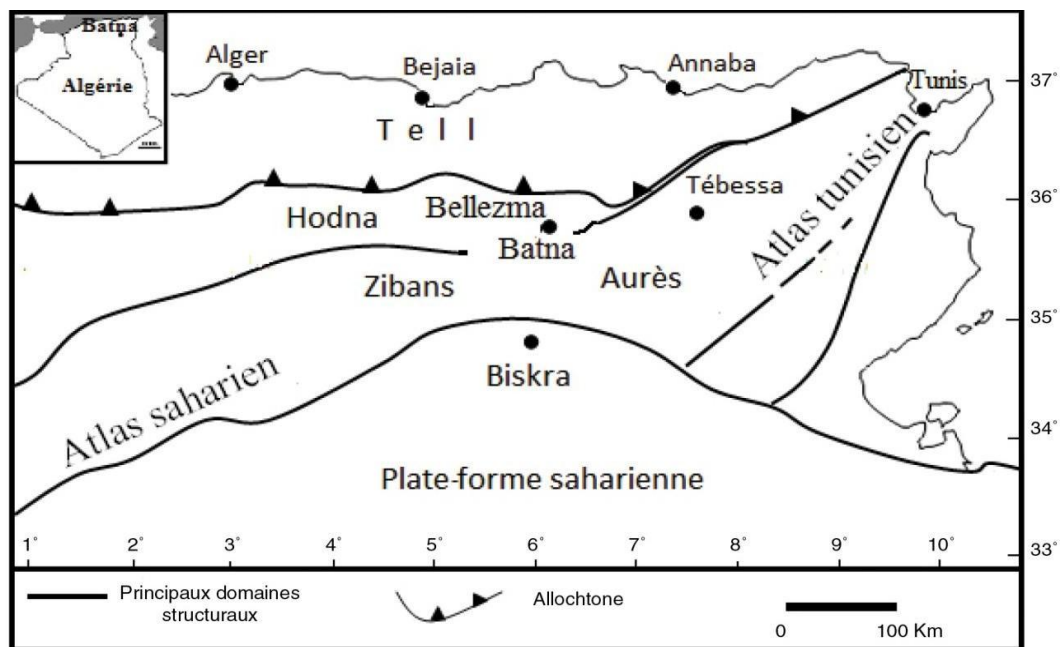 Batna
Algérie
Alger
Bejaia
Annaba
Tunis
Tell
Tébessa
Atlas tunisien
Hodna
Bellezma
Batna
Zibans
Aurès
Biskra
Atlas saharien
Plate-forme saharienne
37°
36°
35°
34°
33°
1° 2° 3° 4° 5° 6° 7° 8° 9° 10°
Principaux domaines
structuraux
Allochtone
0 100 Km